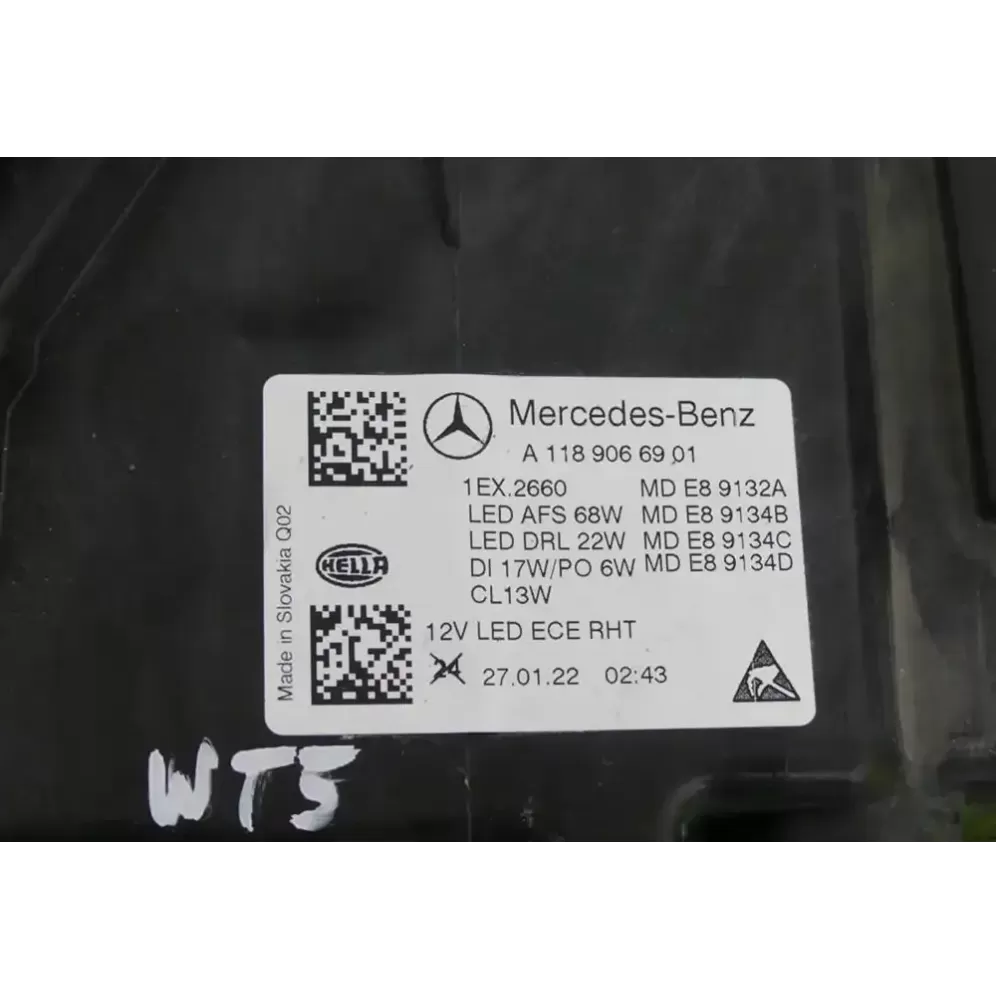 Mercedes-Benz
A 118 906 69 01
1EX.2660 MD E8 9132A
LED AFS 68W MD E8 9134B
LED DRL 22W MD E8 9134C
DI 17W/PO 6W MD E8 9134D
CL13W
HELLA
Made in Slovakia Q02
12V LED ECE RHT
24 27.01.22 02:43
WT5